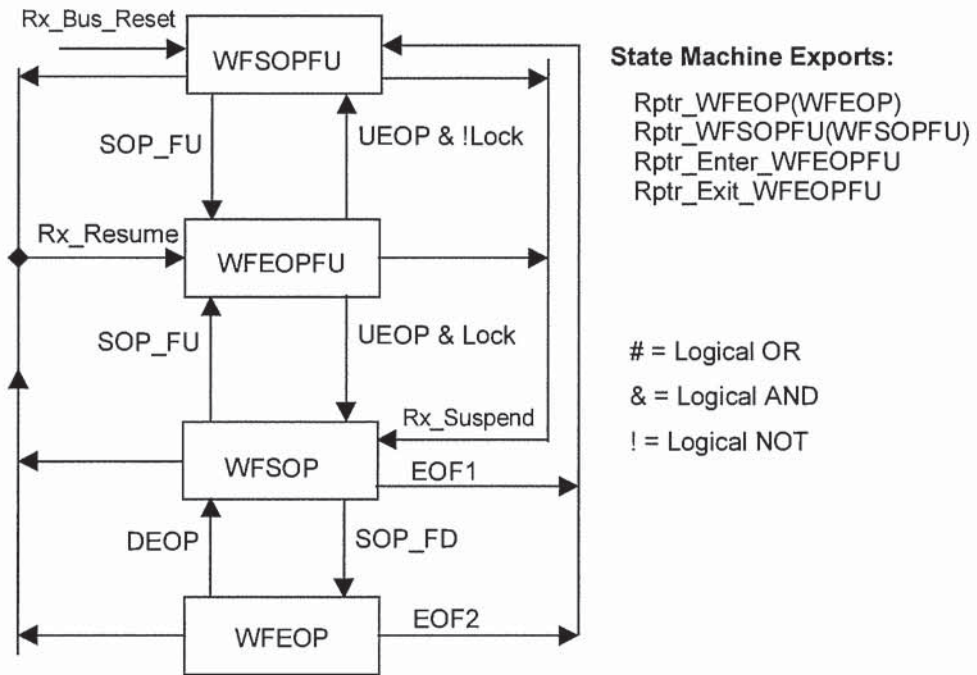 Rx_Bus_Reset
WFSOPFU
SOP_FU
UEOP & !Lock
Rx_Resume
WFEOPFU
SOP_FU
UEOP & Lock
Rx_Suspend
WFSOP
EOF1
DEOP
SOP_FD
WFEOP
EOF2
State Machine Exports:
Rptr_WFEOP(WFEOP)
Rptr_WFSOPFU(WFSOPFU)
Rptr_Enter_WFEOPFU
Rptr_Exit_WFEOPFU
# = Logical OR
& = Logical AND
! = Logical NOT